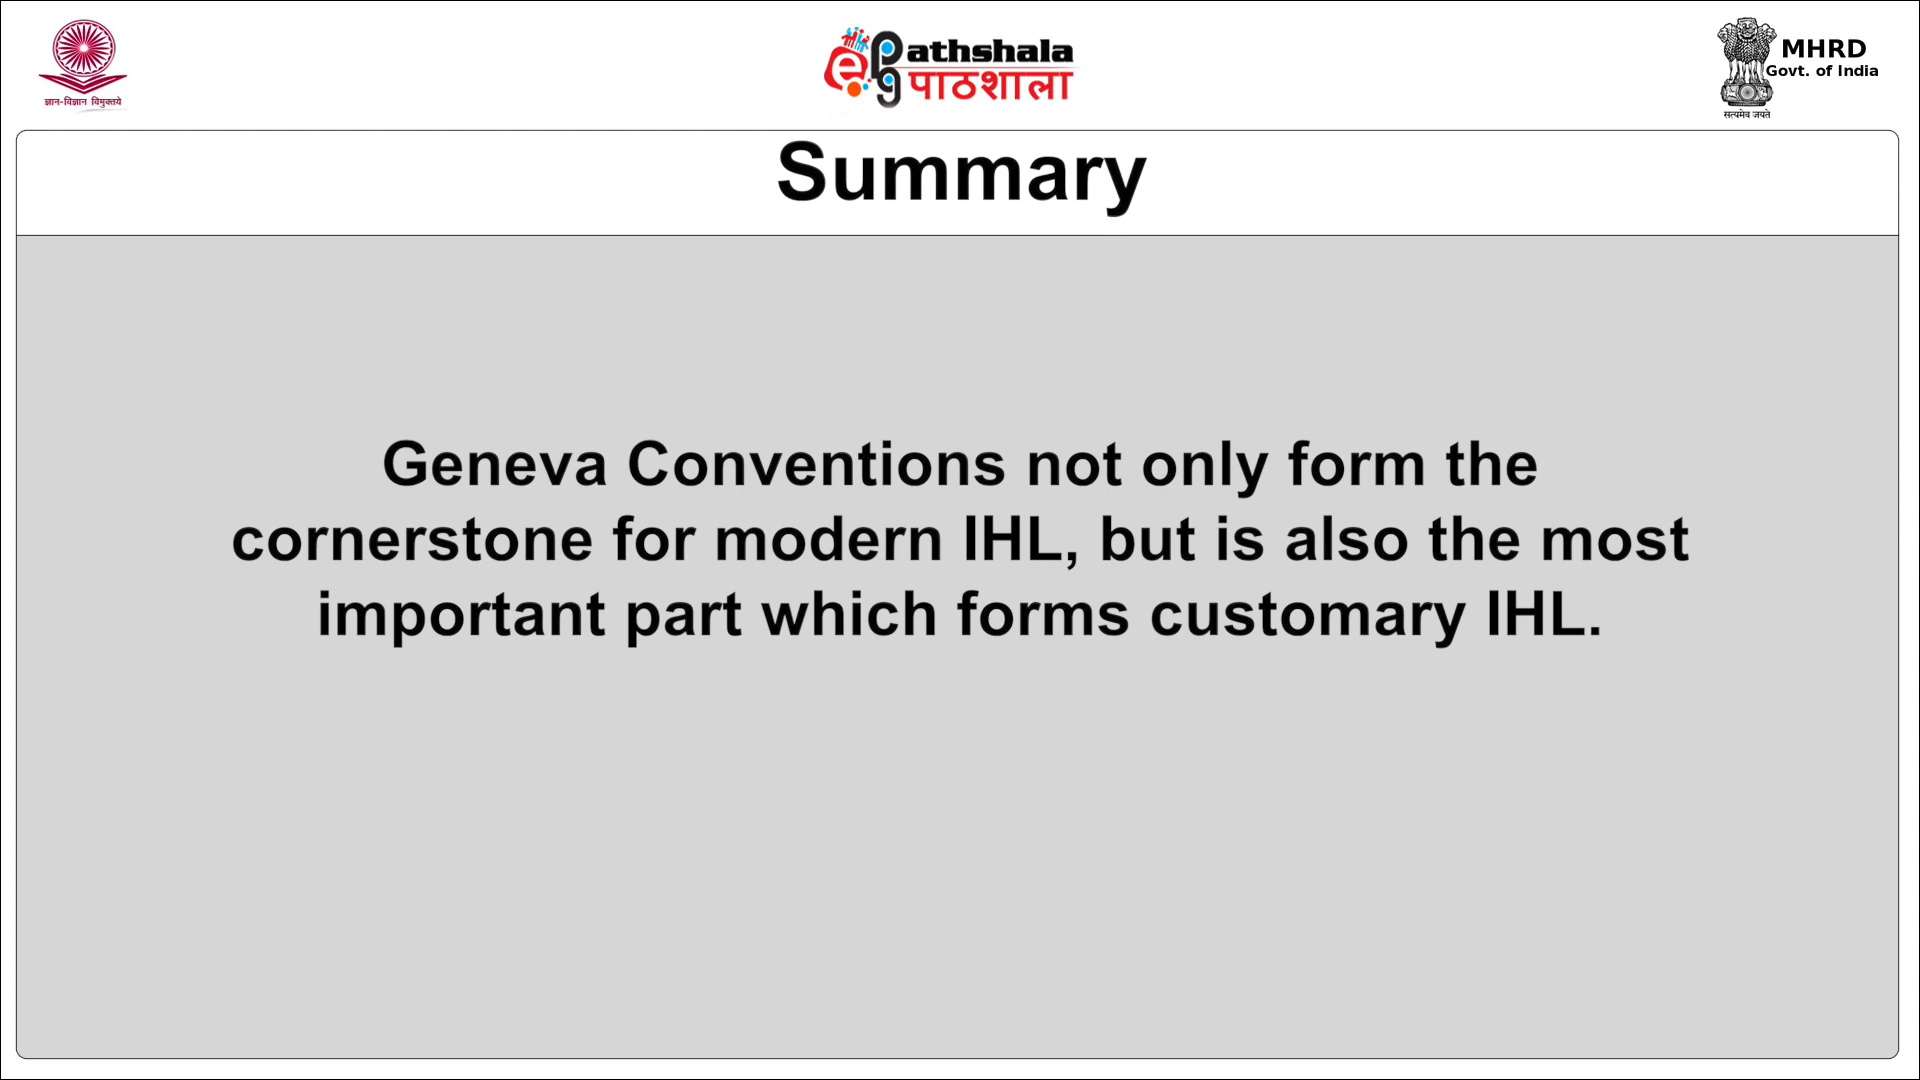 ज्ञान-विज्ञान विमुक्तये
ePathshala
पाठशाला
MHRD
Govt. of India
सत्यमेव जयते
Summary
Geneva Conventions not only form the
cornerstone for modern IHL, but is also the most
important part which forms customary IHL.